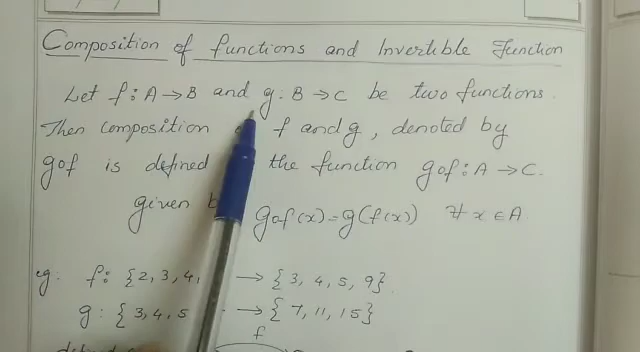 Composition of functions and Invertible Function
Let f : A → B and g : B → C be two functions.
Then composition f and g, denoted by
gof is defined the function gof : A → C.
given gof(x) = g(f(x)) ∀ x ∈ A
eg: f: {2, 3, 4, → {3, 4, 5, 9}.
g: {3, 4, 5 → {7, 11, 15}
f